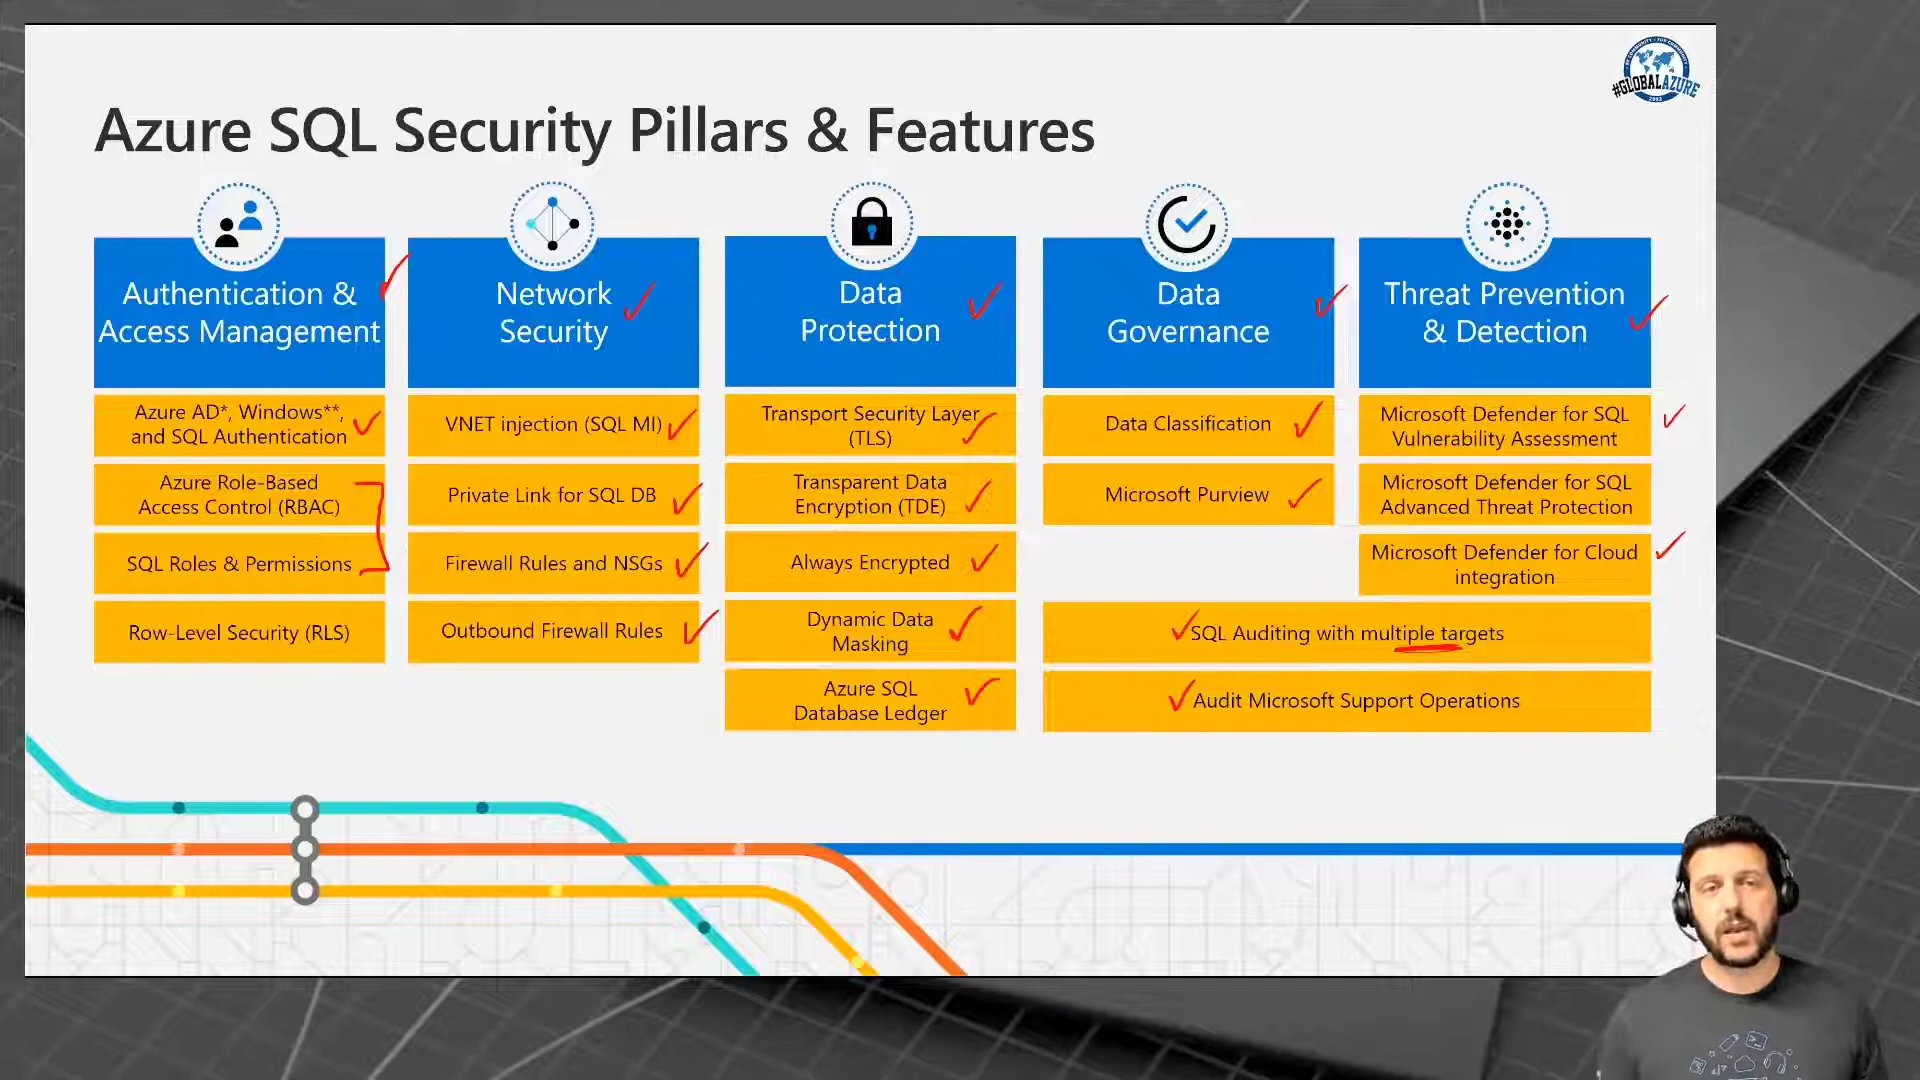 #GLOBALAZURE
Azure SQL Security Pillars & Features
Authentication &
Access Management
Azure AD*, Windows**,
and SQL Authentication
Azure Role-Based
Access Control (RBAC)
SQL Roles & Permissions
Row-Level Security (RLS)
Network
Security
VNET injection (SQL MI)
Private Link for SQL DB
Firewall Rules and NSGs
Outbound Firewall Rules
Data
Protection
Transport Security Layer
(TLS)
Transparent Data
Encryption (TDE)
Always Encrypted
Dynamic Data
Masking
Azure SQL
Database Ledger
Data
Governance
Data Classification
Microsoft Purview
Threat Prevention
& Detection
Microsoft Defender for SQL
Vulnerability Assessment
Microsoft Defender for SQL
Advanced Threat Protection
Microsoft Defender for Cloud
integration
SQL Auditing with multiple targets
Audit Microsoft Support Operations